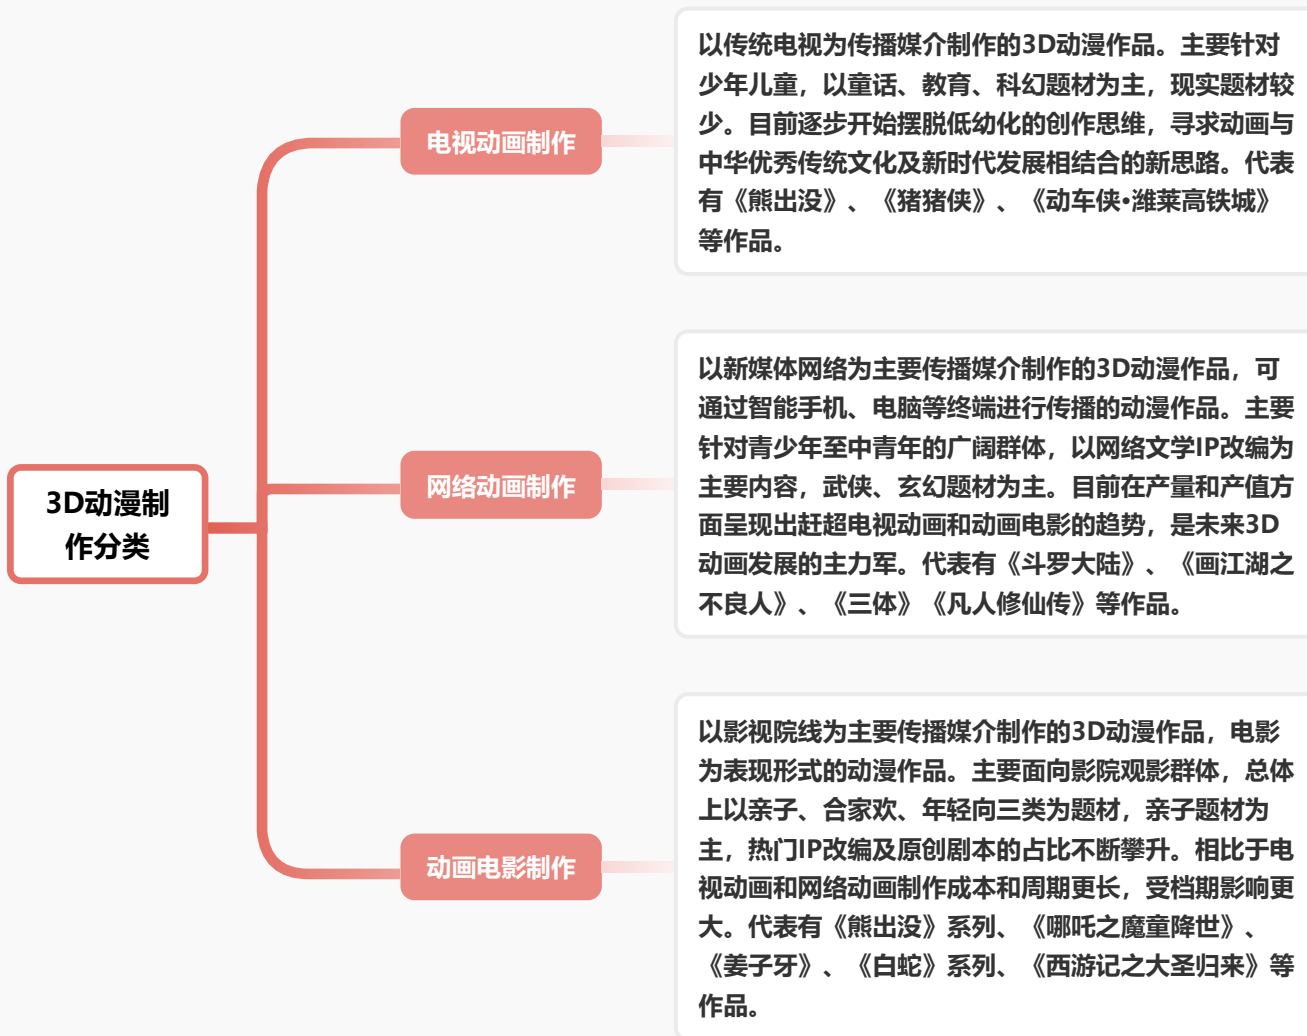 3D动漫制
作分类
电视动画制作
以传统电视为传播媒介制作的3D动漫作品。主要针对
少年儿童，以童话、教育、科幻题材为主，现实题材较
少。目前逐步开始摆脱低幼化的创作思维，寻求动画与
中华优秀传统文化及新时代发展相结合的新思路。代表
有《熊出没》、《猪猪侠》、《动车侠•潍莱高铁城》
等作品。
网络动画制作
以新媒体网络为主要传播媒介制作的3D动漫作品，可
通过智能手机、电脑等终端进行传播的动漫作品。主要
针对青少年至中青年的广阔群体，以网络文学IP改编为
主要内容，武侠、玄幻题材为主。目前在产量和产值方
面呈现出赶超电视动画和动画电影的趋势，是未来3D
动画发展的主力军。代表有《斗罗大陆》、《画江湖之
不良人》、《三体》《凡人修仙传》等作品。
动画电影制作
以影视院线为主要传播媒介制作的3D动漫作品，电影
为表现形式的动漫作品。主要面向影院观影群体，总体
上以亲子、合家欢、年轻向三类为题材，亲子题材为
主，热门IP改编及原创剧本的占比不断攀升。相比于电
视动画和网络动画制作成本和周期更长，受档期影响更
大。代表有《熊出没》系列、《哪吒之魔童降世》、
《姜子牙》、《白蛇》系列、《西游记之大圣归来》等
作品。